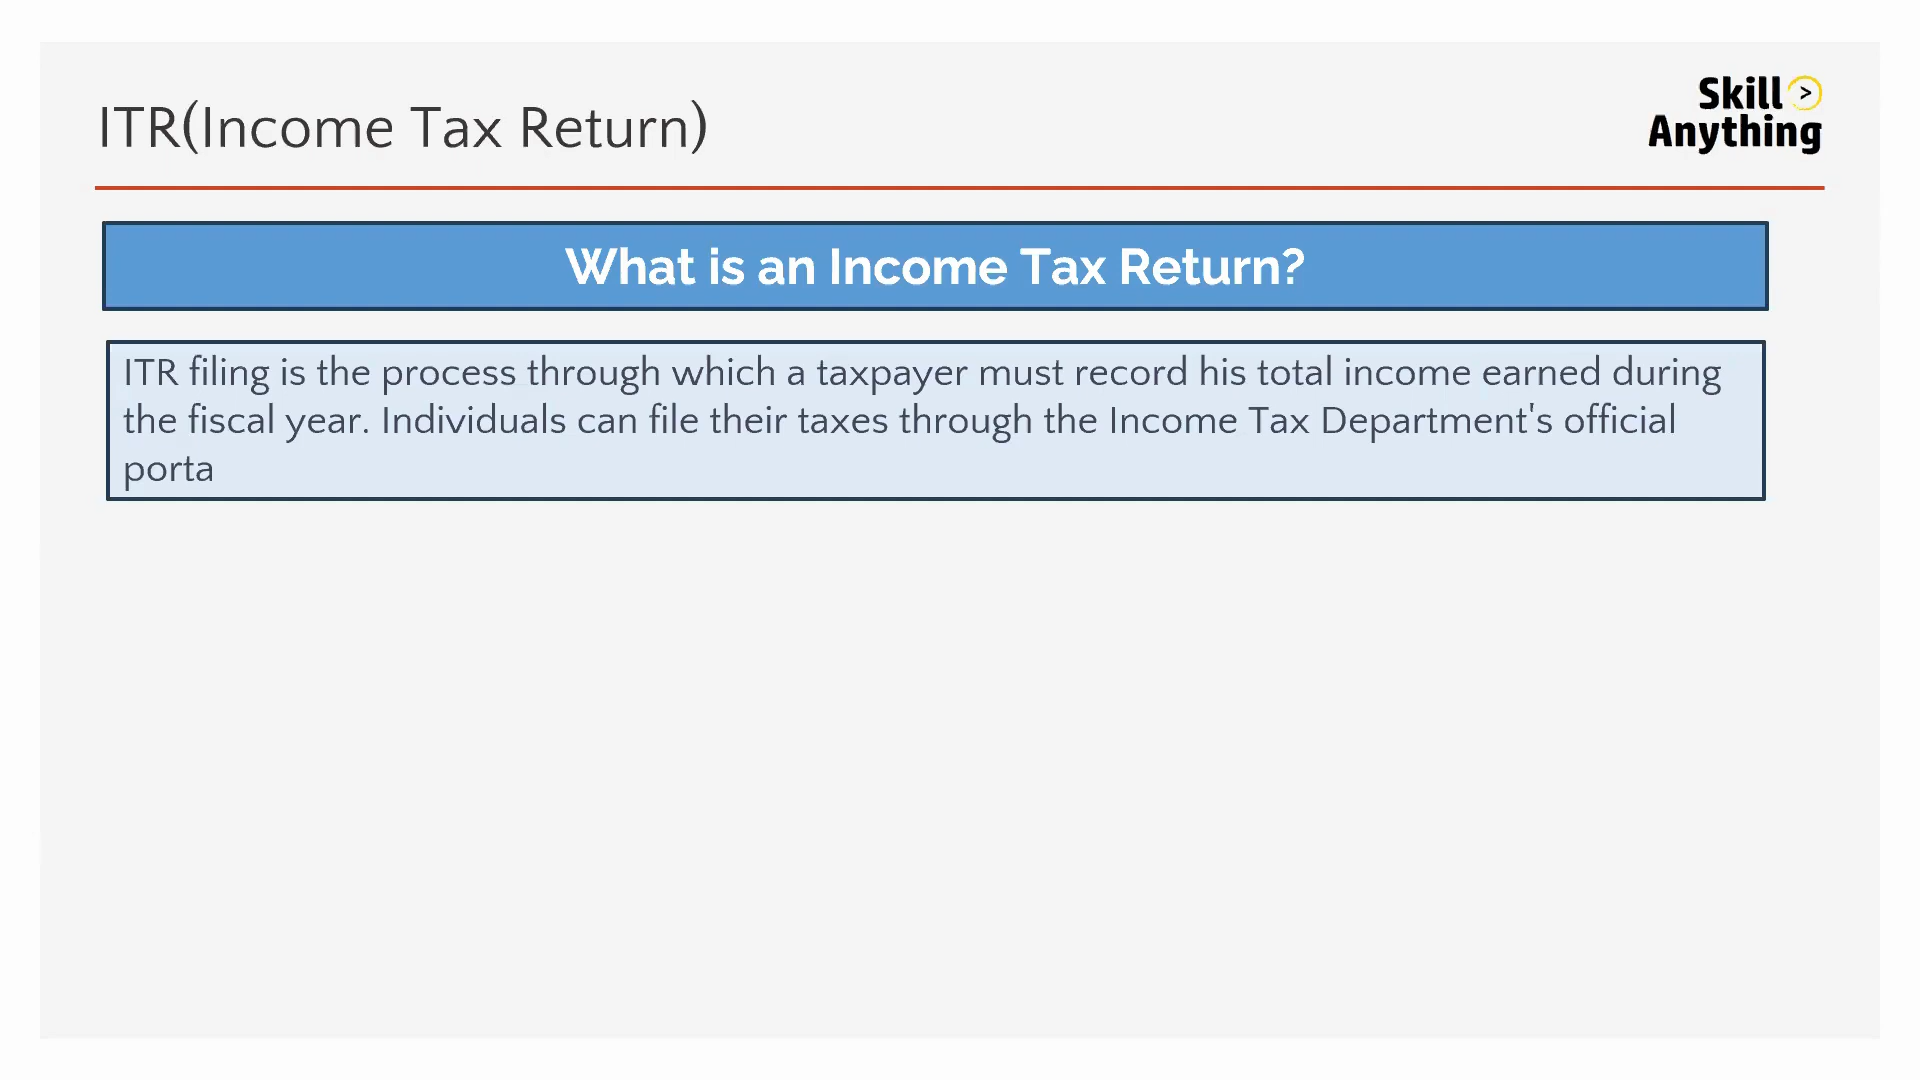 ITR(Income Tax Return)
Skill >
Anything
What is an Income Tax Return?
ITR filing is the process through which a taxpayer must record his total income earned during
the fiscal year. Individuals can file their taxes through the Income Tax Department's official
porta